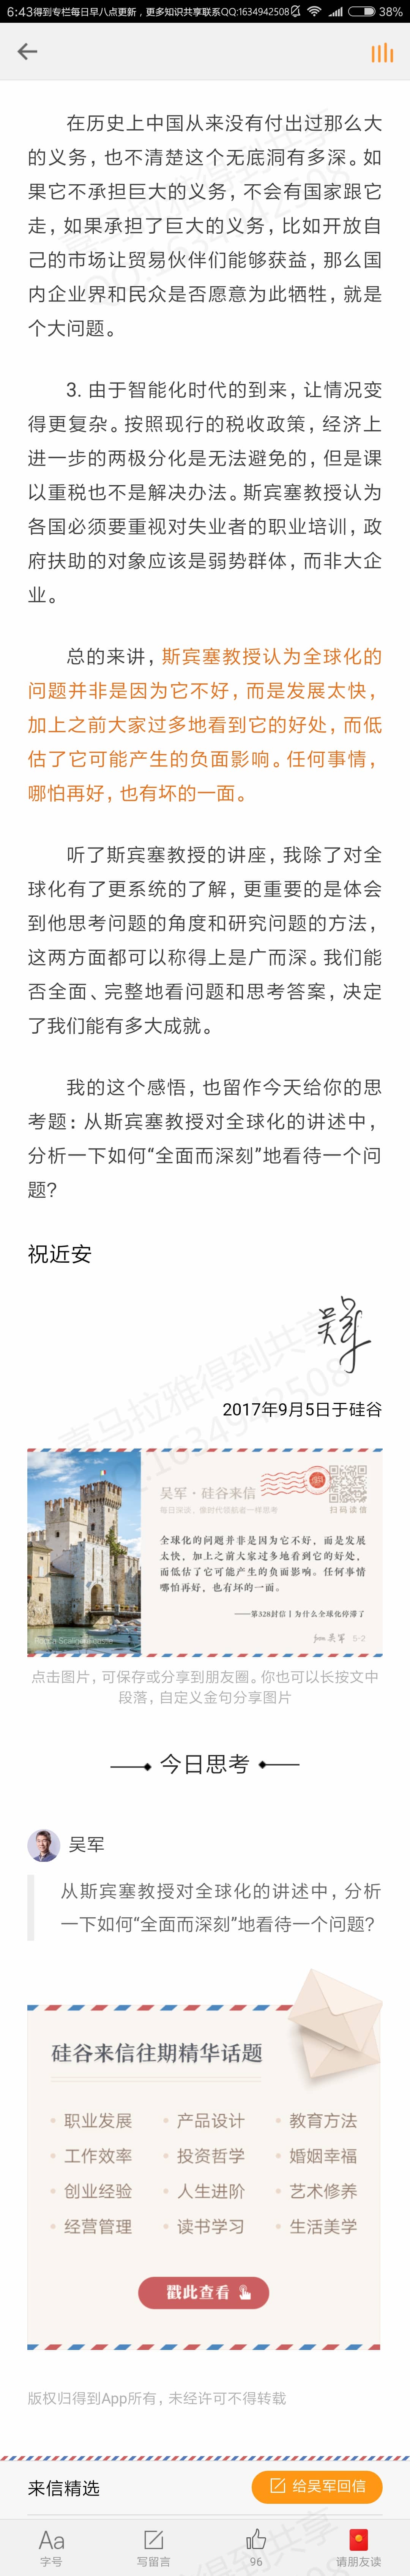 6:43得到专栏每日早八点更新，更多知识共享联系QQ:1634942508 38%
在历史上中国从来没有付出过那么大
的义务，也不清楚这个无底洞有多深。如
果它不承担巨大的义务，不会有国家跟它
走，如果承担了巨大的义务，比如开放自
己的市场让贸易伙伴们能够获益，那么国
内企业界和民众是否愿意为此牺牲，就是
个大问题。
3. 由于智能化时代的到来，让情况变
得更复杂。按照现行的税收政策，经济上
进一步的两极分化是无法避免的，但是课
以重税也不是解决办法。斯宾塞教授认为
各国必须要重视对失业者的职业培训，政
府扶助的对象应该是弱势群体，而非大企
业。
总的来讲，斯宾塞教授认为全球化的
问题并非是因为它不好，而是发展太快，
加上之前大家过多地看到它的好处，而低
估了它可能产生的负面影响。任何事情，
哪怕再好，也有坏的一面。
听了斯宾塞教授的讲座，我除了对全
球化有了更系统的了解，更重要的是体会
到他思考问题的角度和研究问题的方法，
这两方面都可以称得上是广而深。我们能
否全面、完整地看问题和思考答案，决定
了我们能有多大成就。
我的这个感悟，也留作今天给你的思
考题：从斯宾塞教授对全球化的讲述中，
分析一下如何“全面而深刻”地看待一个问
题？
祝近安
吴军
2017年9月5日于硅谷
喜马拉雅得到共享
QQ:1634942508
吴军·硅谷来信
每日深谈，像时代领航者一样思考
扫码读信
全球化的问题并非是因为它不好，而是发展
太快，加上之前大家过多地看到它的好处，
而低估了它可能产生的负面影响。任何事情
哪怕再好，也有坏的一面。
——第328封信丨为什么全球化停滞了
吴军 5-2
点击图片，可保存或分享到朋友圈。你也可以长按文中
段落，自定义金句分享图片
今日思考
吴军
从斯宾塞教授对全球化的讲述中，分析
一下如何“全面而深刻”地看待一个问题？
硅谷来信往期精华话题
职业发展 产品设计 教育方法
工作效率 投资哲学 婚姻幸福
创业经验 人生进阶 艺术修养
经营管理 读书学习 生活美学
戳此查看
版权归得到App所有，未经许可不得转载
来信精选 给吴军回信
Aa 96
字号 写留言 请朋友读